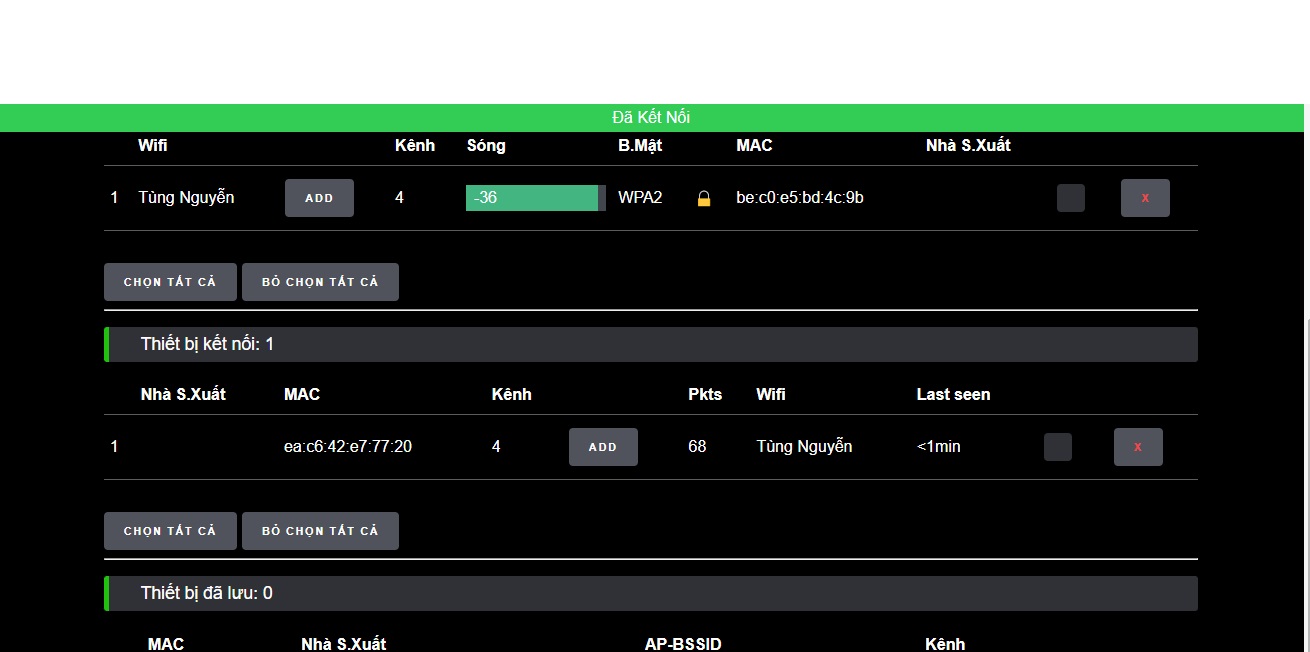 Đã Kết Nối
Wifi Kênh Sóng B.Mật MAC Nhà S.Xuất
1 Tùng Nguyễn ADD 4 -36 WPA2 be:c0:e5:bd:4c:9b x
CHỌN TẤT CẢ BỎ CHỌN TẤT CẢ
Thiết bị kết nối: 1
Nhà S.Xuất MAC Kênh Pkts Wifi Last seen
1 ea:c6:42:e7:77:20 4 ADD 68 Tùng Nguyễn <1min x
CHỌN TẤT CẢ BỎ CHỌN TẤT CẢ
Thiết bị đã lưu: 0
MAC Nhà S.Xuất AP-BSSID Kênh